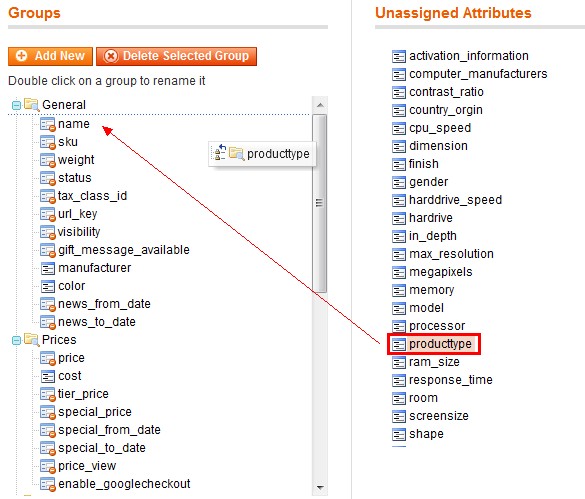 Groups
Add New
Delete Selected Group
Double click on a group to rename it
General
name
sku
weight
status
tax_class_id
url_key
visibility
gift_message_available
manufacturer
color
news_from_date
news_to_date
Prices
price
cost
tier_price
special_price
special_from_date
special_to_date
price_view
enable_googlecheckout
producttype
Unassigned Attributes
activation_information
computer_manufacturers
contrast_ratio
country_orgin
cpu_speed
dimension
finish
gender
harddrive_speed
hardrive
in_depth
max_resolution
megapixels
memory
model
processor
producttype
ram_size
response_time
room
screensize
shape